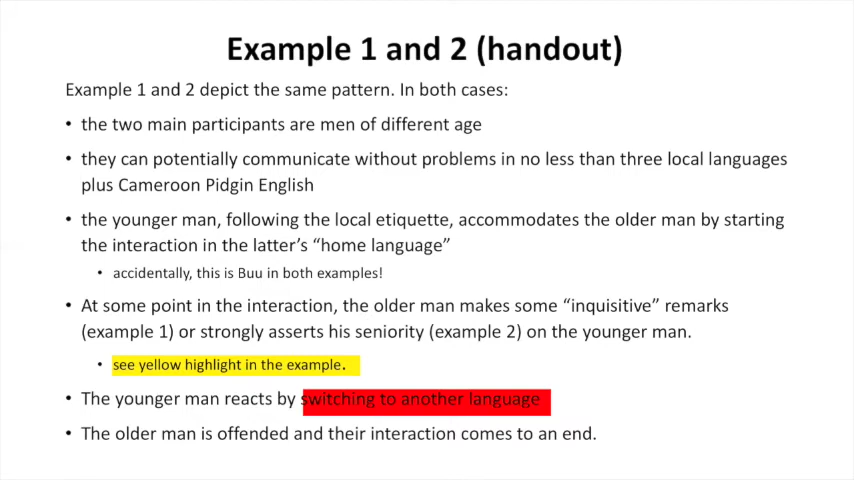 Example 1 and 2 (handout)
Example 1 and 2 depict the same pattern. In both cases:
• the two main participants are men of different age
• they can potentially communicate without problems in no less than three local languages
plus Cameroon Pidgin English
• the younger man, following the local etiquette, accommodates the older man by starting
the interaction in the latter’s “home language”
• accidentally, this is Buu in both examples!
• At some point in the interaction, the older man makes some “inquisitive” remarks
(example 1) or strongly asserts his seniority (example 2) on the younger man.
• see yellow highlight in the example.
• The younger man reacts by switching to another language
• The older man is offended and their interaction comes to an end.